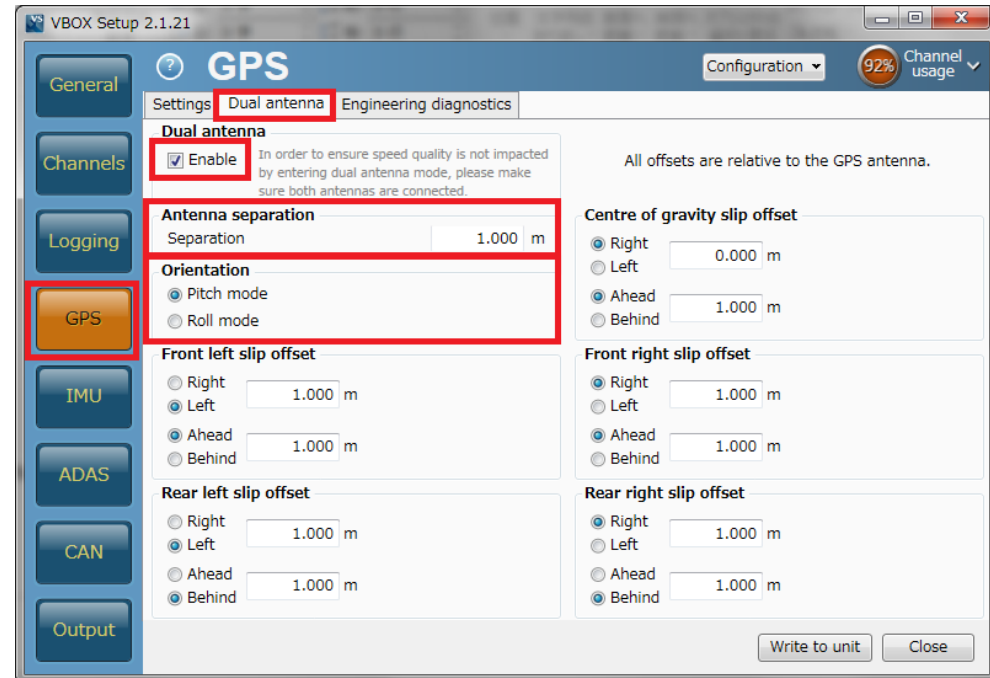 VBOX Setup 2.1.21
General
Channels
Logging
GPS
IMU
ADAS
CAN
Output
? GPS
Configuration
92% Channel usage
Settings Dual antenna Engineering diagnostics
Dual antenna
Enable
In order to ensure speed quality is not impacted
by entering dual antenna mode, please make
sure both antennas are connected.
All offsets are relative to the GPS antenna.
Antenna separation
Separation 1.000 m
Orientation
Pitch mode
Roll mode
Centre of gravity slip offset
Right
Left
0.000 m
Ahead
Behind
1.000 m
Front left slip offset
Right
Left
1.000 m
Ahead
Behind
1.000 m
Front right slip offset
Right
Left
1.000 m
Ahead
Behind
1.000 m
Rear left slip offset
Right
Left
1.000 m
Ahead
Behind
1.000 m
Rear right slip offset
Right
Left
1.000 m
Ahead
Behind
1.000 m
Write to unit Close